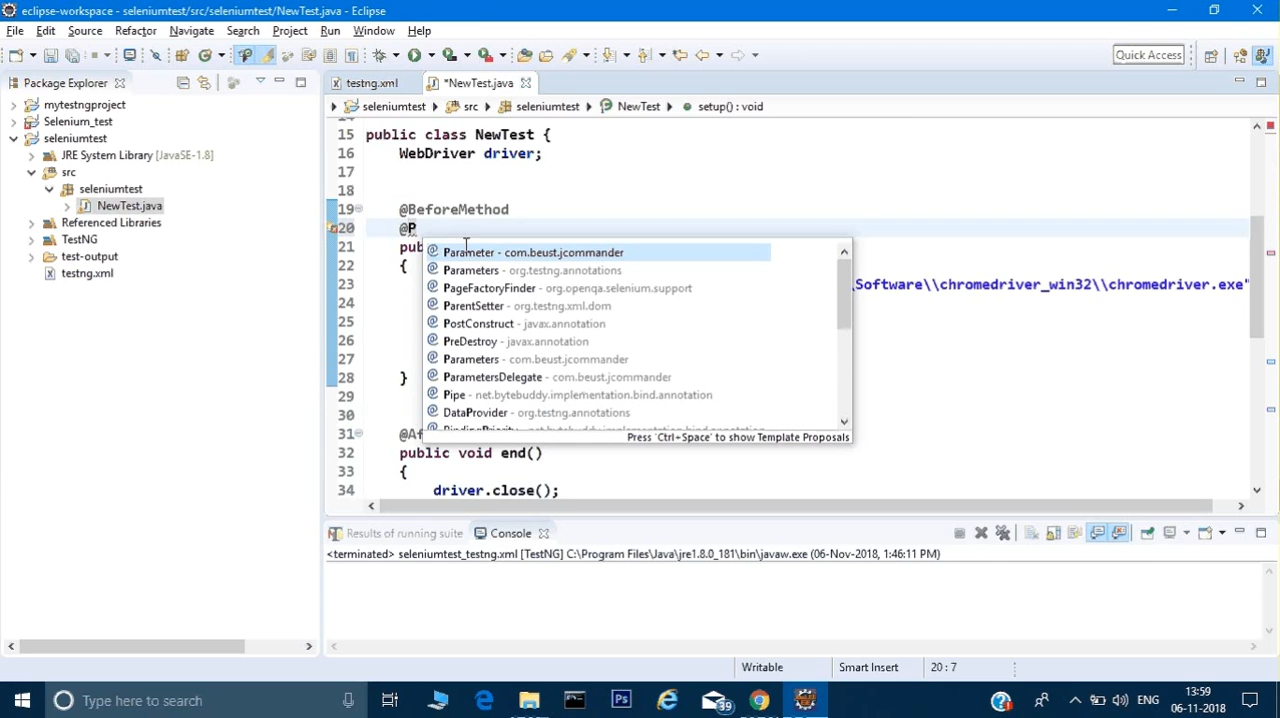 eclipse-workspace - seleniumtest/src/seleniumtest/NewTest.java - Eclipse
File Edit Source Refactor Navigate Search Project Run Window Help
Quick Access
Package Explorer
mytestngproject
Selenium_test
seleniumtest
JRE System Library [JavaSE-1.8]
src
seleniumtest
NewTest.java
Referenced Libraries
TestNG
test-output
testng.xml
testng.xml
*NewTest.java
seleniumtest src seleniumtest NewTest setup() : void
15 public class NewTest {
16 WebDriver driver;
17
18
19 @BeforeMethod
20 @P
21 pu
22 {
23 Software\\chromedriver_win32\\chromedriver.exe"
24
25
26
27
28 }
29
30
31 @Af
32 public void end()
33 {
34 driver.close();
Parameter - com.beust.jcommander
Parameters - org.testng.annotations
PageFactoryFinder - org.openqa.selenium.support
ParentSetter - org.testng.xml.dom
PostConstruct - javax.annotation
PreDestroy - javax.annotation
Parameters - com.beust.jcommander
ParametersDelegate - com.beust.jcommander
Pipe - net.bytebuddy.implementation.bind.annotation
DataProvider - org.testng.annotations
Press 'Ctrl+Space' to show Template Proposals
Results of running suite
Console
<terminated> seleniumtest_testng.xml [TestNG] C:\Program Files\Java\jre1.8.0_181\bin\javaw.exe (06-Nov-2018, 1:46:11 PM)
Writable
Smart Insert
20 : 7
Type here to search
39
ENG
13:59
06-11-2018